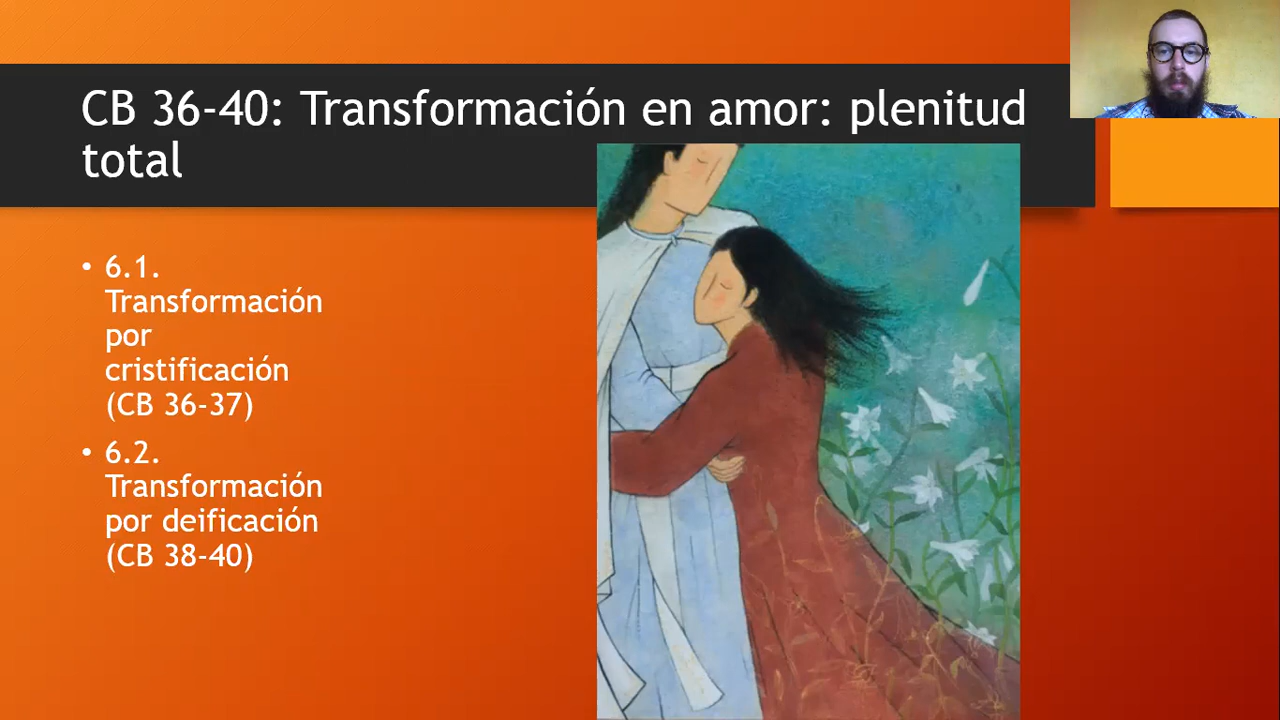 CB 36-40: Transformación en amor: plenitud
total
• 6.1.
Transformación
por
cristificación
(CB 36-37)
• 6.2.
Transformación
por deificación
(CB 38-40)